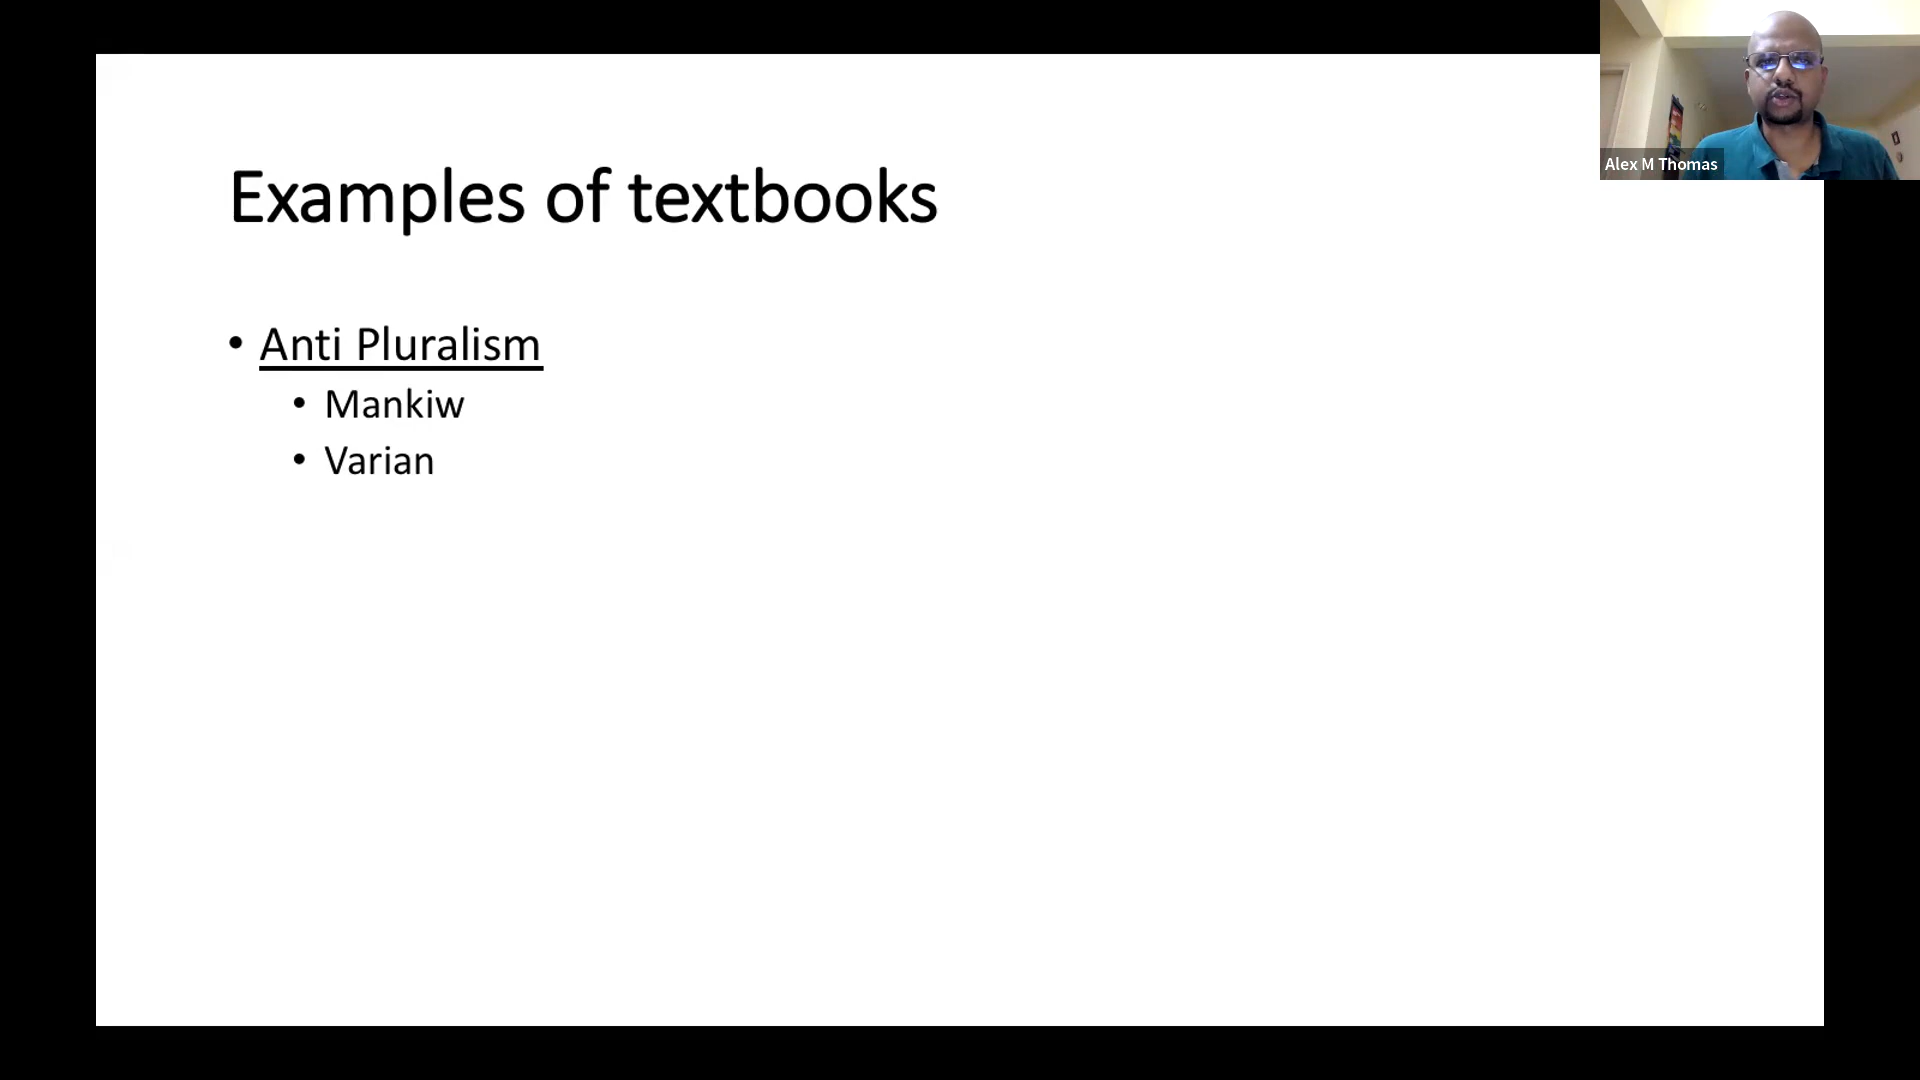 Examples of textbooks
• Anti Pluralism
• Mankiw
• Varian
Alex M Thomas